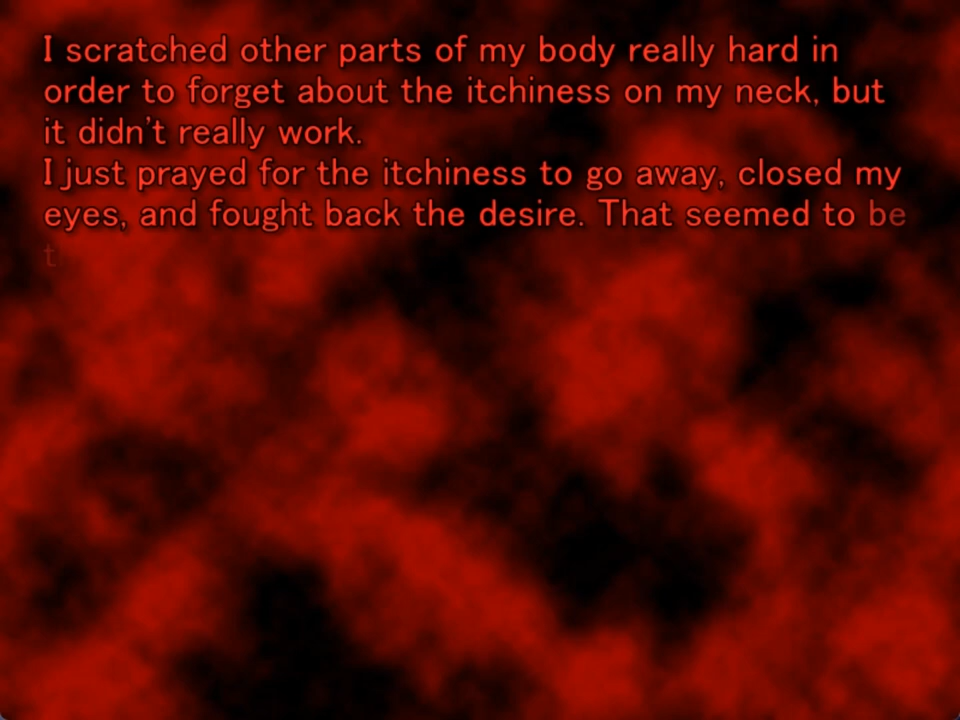 I scratched other parts of my body really hard in
order to forget about the itchiness on my neck, but
it didn't really work.
I just prayed for the itchiness to go away, closed my
eyes, and fought back the desire. That seemed to be
t